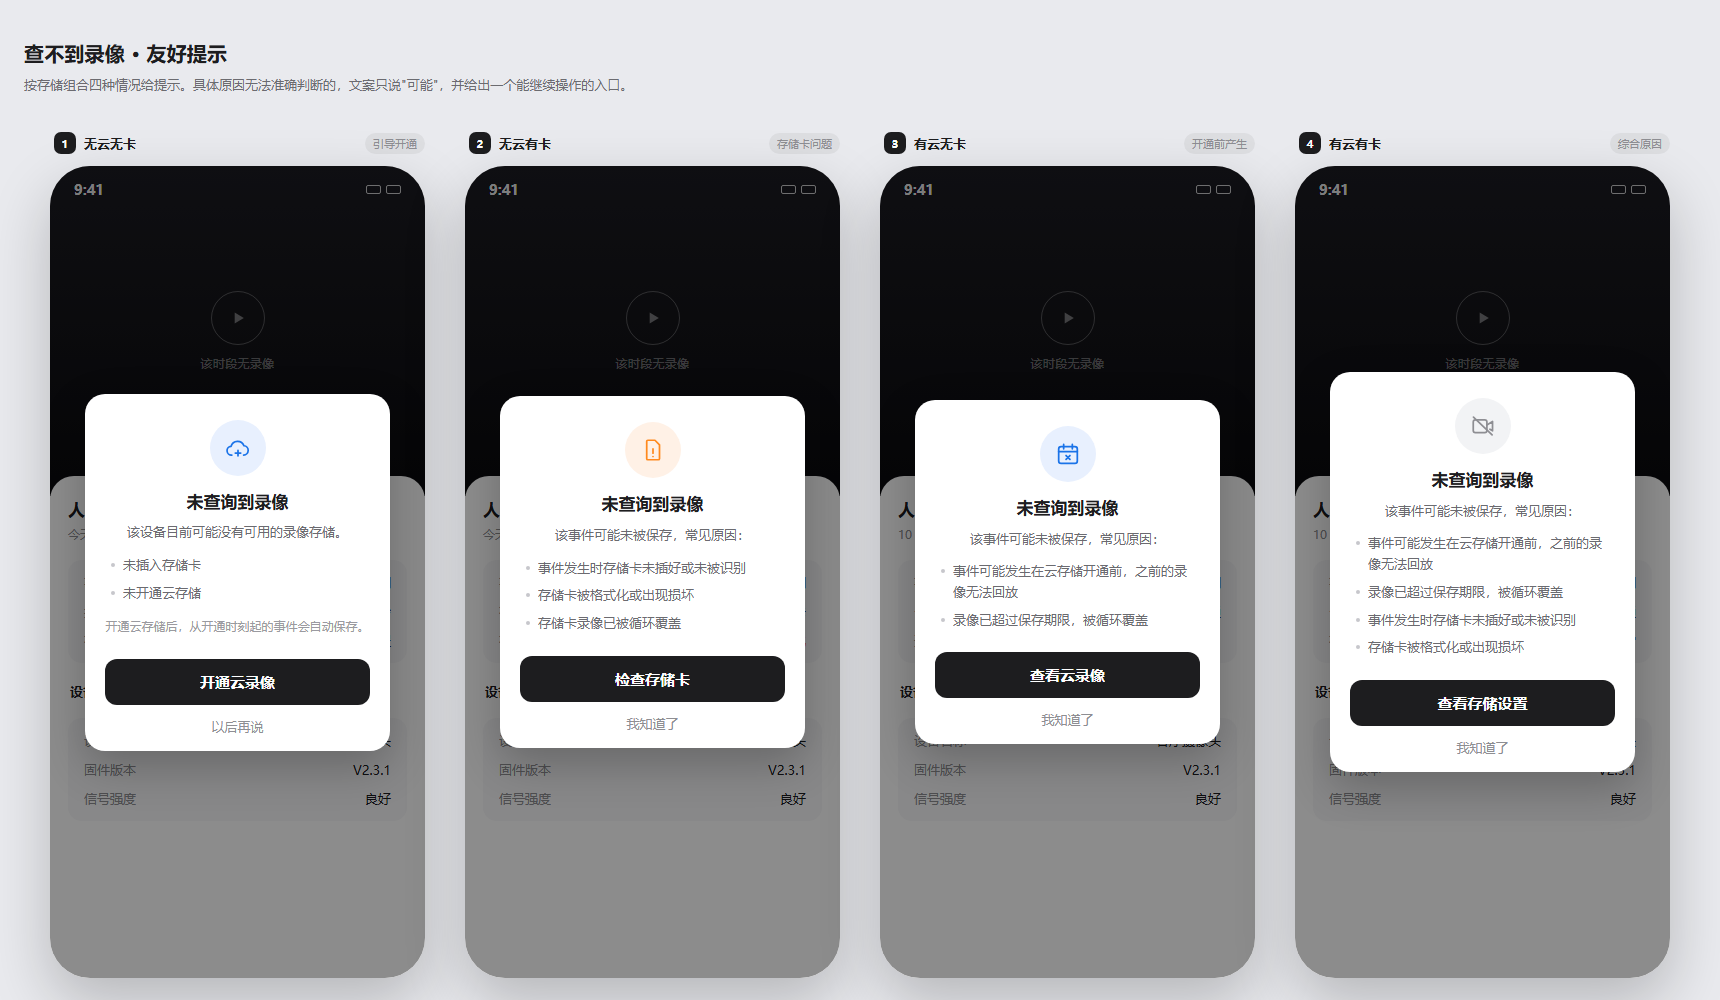 查不到录像 · 友好提示
按存储组合四种情况给提示。具体原因无法准确判断的，文案只说"可能"，并给出一个能继续操作的入口。
1 无云无卡 引导开通
9:41
该时段无录像
人
今天
未查询到录像
该设备目前可能没有可用的录像存储。
未插入存储卡
未开通云存储
开通云存储后，从开通时刻起的事件会自动保存。
开通云录像
以后再说
设
固件版本 V2.3.1
信号强度 良好
2 无云有卡 存储卡问题
9:41
该时段无录像
人
今
未查询到录像
该事件可能未被保存，常见原因：
事件发生时存储卡未插好或未被识别
存储卡被格式化或出现损坏
存储卡录像已被循环覆盖
检查存储卡
我知道了
设
固件版本 V2.3.1
信号强度 良好
3 有云无卡 开通前产生
9:41
该时段无录像
人
10
未查询到录像
该事件可能未被保存，常见原因：
事件可能发生在云存储开通前，之前的录
像无法回放
录像已超过保存期限，被循环覆盖
查看云录像
我知道了
设
固件版本 V2.3.1
信号强度 良好
4 有云有卡 综合原因
9:41
该时段无录像
人
10
未查询到录像
该事件可能未被保存，常见原因：
事件可能发生在云存储开通前，之前的录
像无法回放
录像已超过保存期限，被循环覆盖
事件发生时存储卡未插好或未被识别
存储卡被格式化或出现损坏
查看存储设置
我知道了
设
固件版本 V2.3.1
信号强度 良好